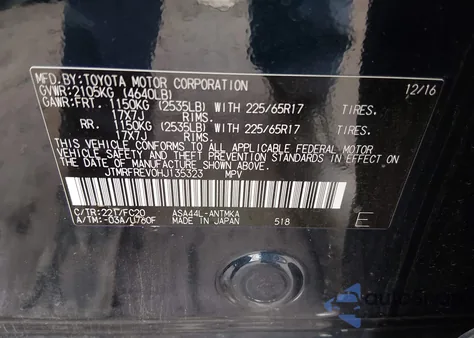 MFD.BY:TOYOTA MOTOR CORPORATION 12/16
GVWR:2105KG (4640LB)
GAWR:FRT. 1150KG (2535LB) WITH 225/65R17 TIRES.
17X7J RIMS.
RR. 1150KG (2535LB) WITH 225/65R17 TIRES.
17X7J RIMS.
THIS VEHICLE CONFORMS TO ALL APPLICABLE FEDERAL MOTOR
VEHICLE SAFETY AND THEFT PREVENTION STANDARDS IN EFFECT ON
THE DATE OF MANUFACTURE SHOWN ABOVE.
JTMRFREV0HJ135323 MPV
C/TR:227/FC20 ASA44L-ANTMKA
A/TM:-03A/U760F MADE IN JAPAN 518 E